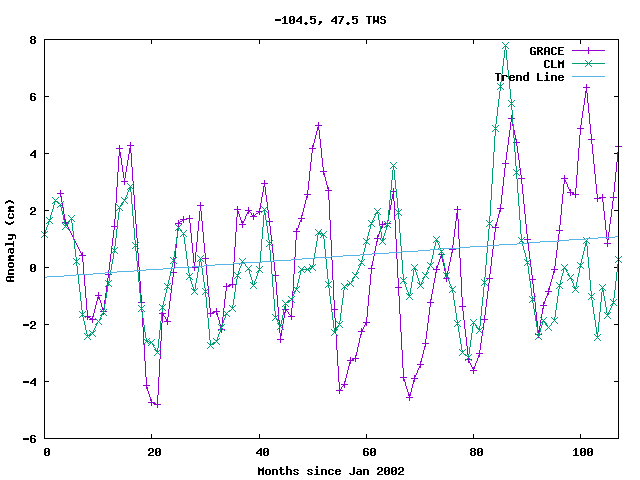 -104.5, 47.5 TWS
GRACE
CLM
Trend Line
8
6
4
2
0
-2
-4
-6
Anomaly (cm)
0 20 40 60 80 100
Months since Jan 2002